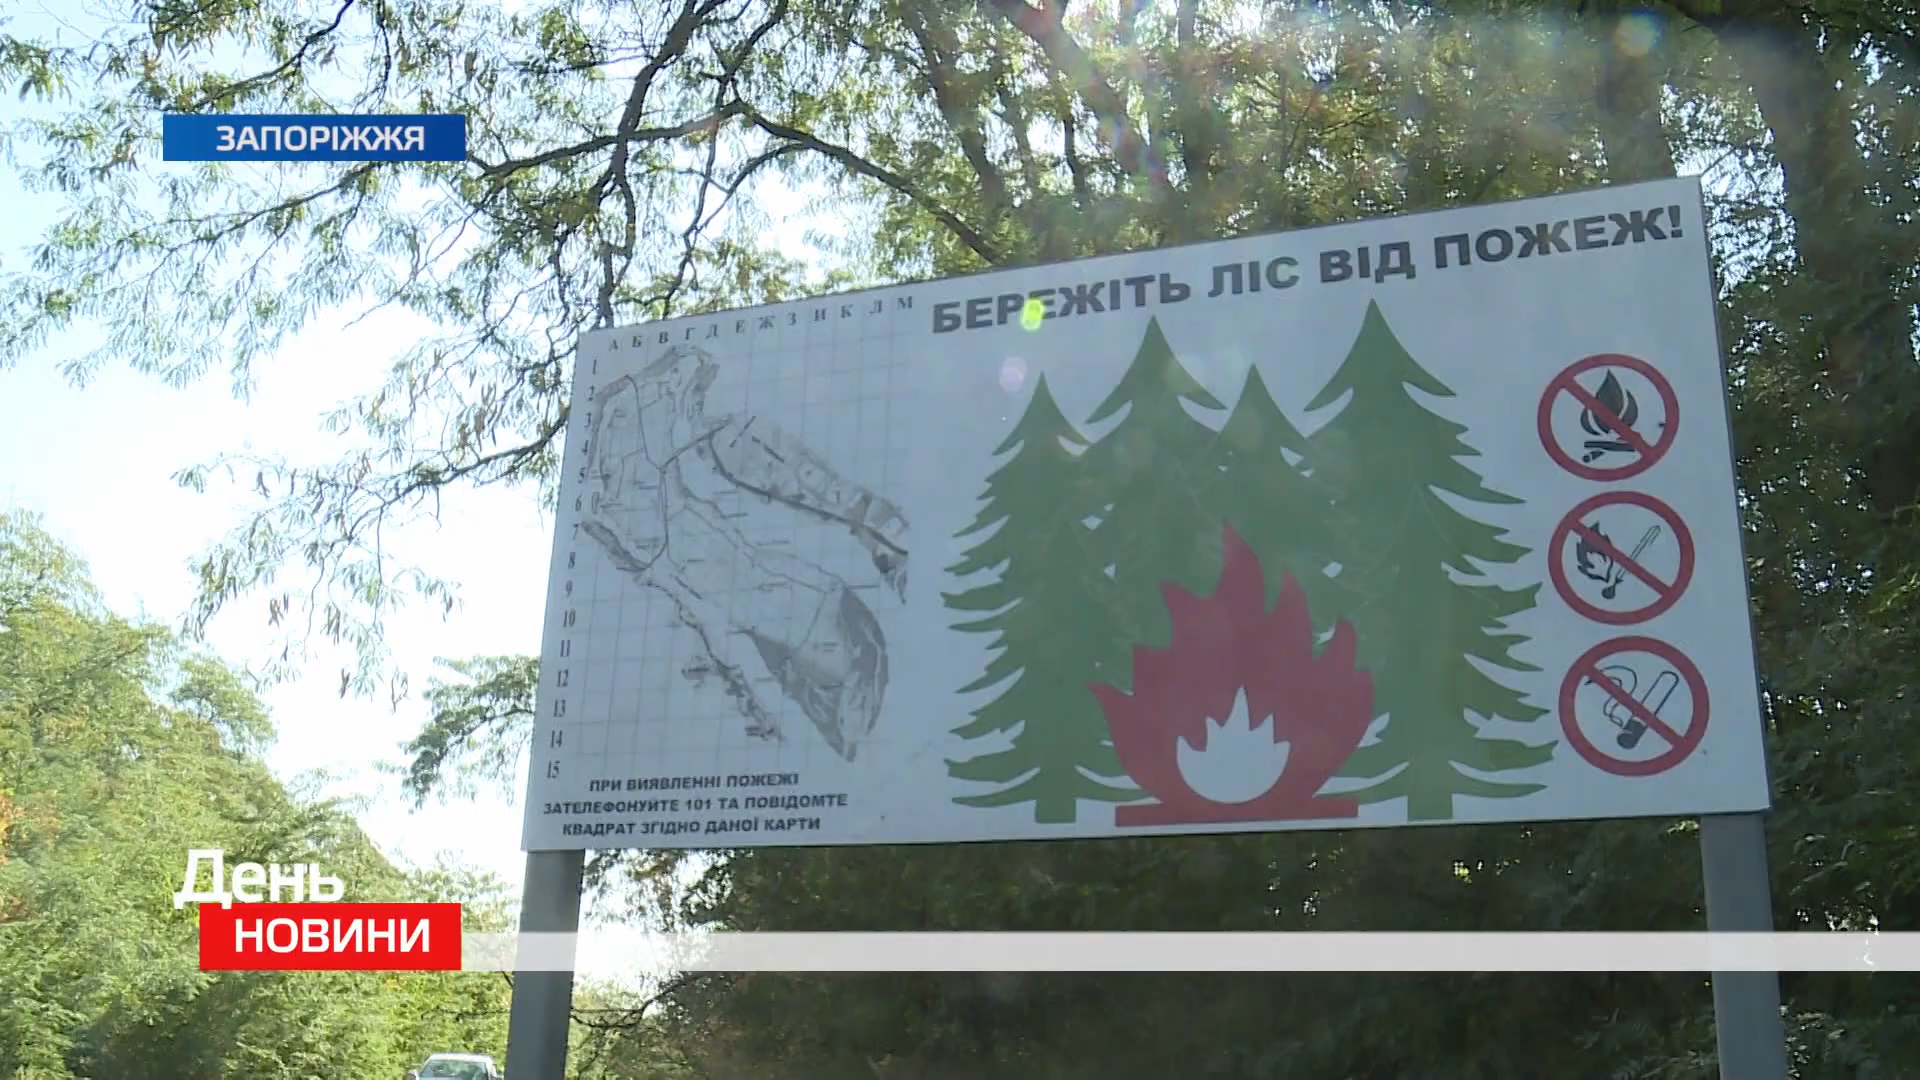 ЗАПОРІЖЖЯ
БЕРЕЖІТЬ ЛІС ВІД ПОЖЕЖ!
А Б В Г Д Е Ж З И К Л М
1
2
3
4
5
6
7
8
9
10
11
12
13
14
15
ПРИ ВИЯВЛЕННІ ПОЖЕЖІ
ЗАТЕЛЕФОНУЙТЕ 101 ТА ПОВІДОМТЕ
КВАДРАТ ЗГІДНО ДАНОЇ КАРТИ
День
НОВИНИ